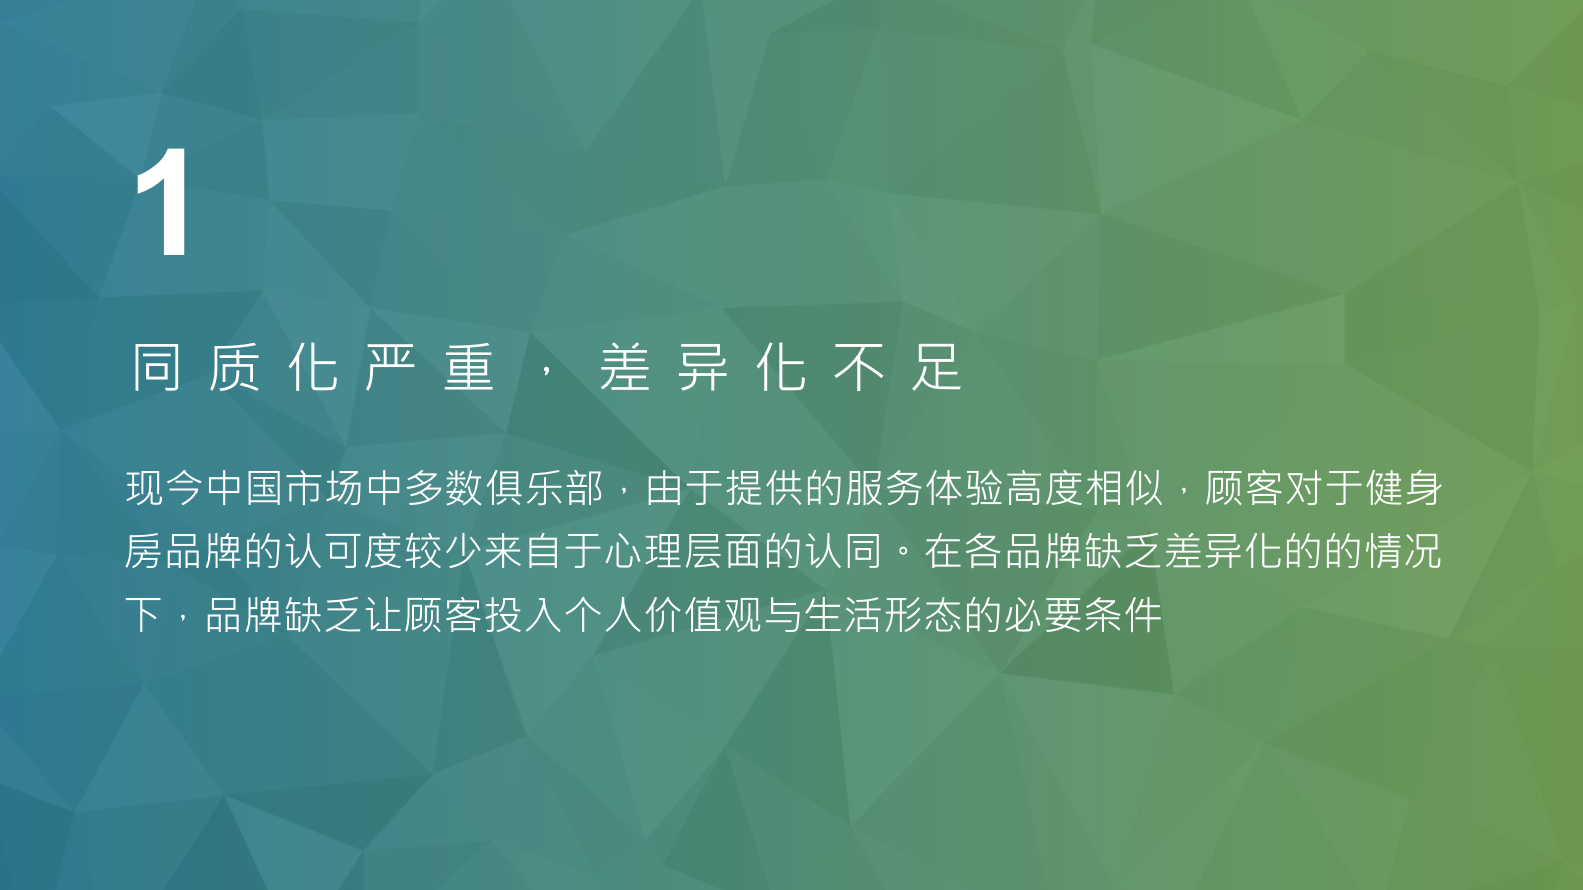 1
同质化严重，差异化不足
现今中国市场中多数俱乐部，由于提供的服务体验高度相似，顾客对于健身
房品牌的认可度较少来自于心理层面的认同。在各品牌缺乏差异化的的情况
下，品牌缺乏让顾客投入个人价值观与生活形态的必要条件